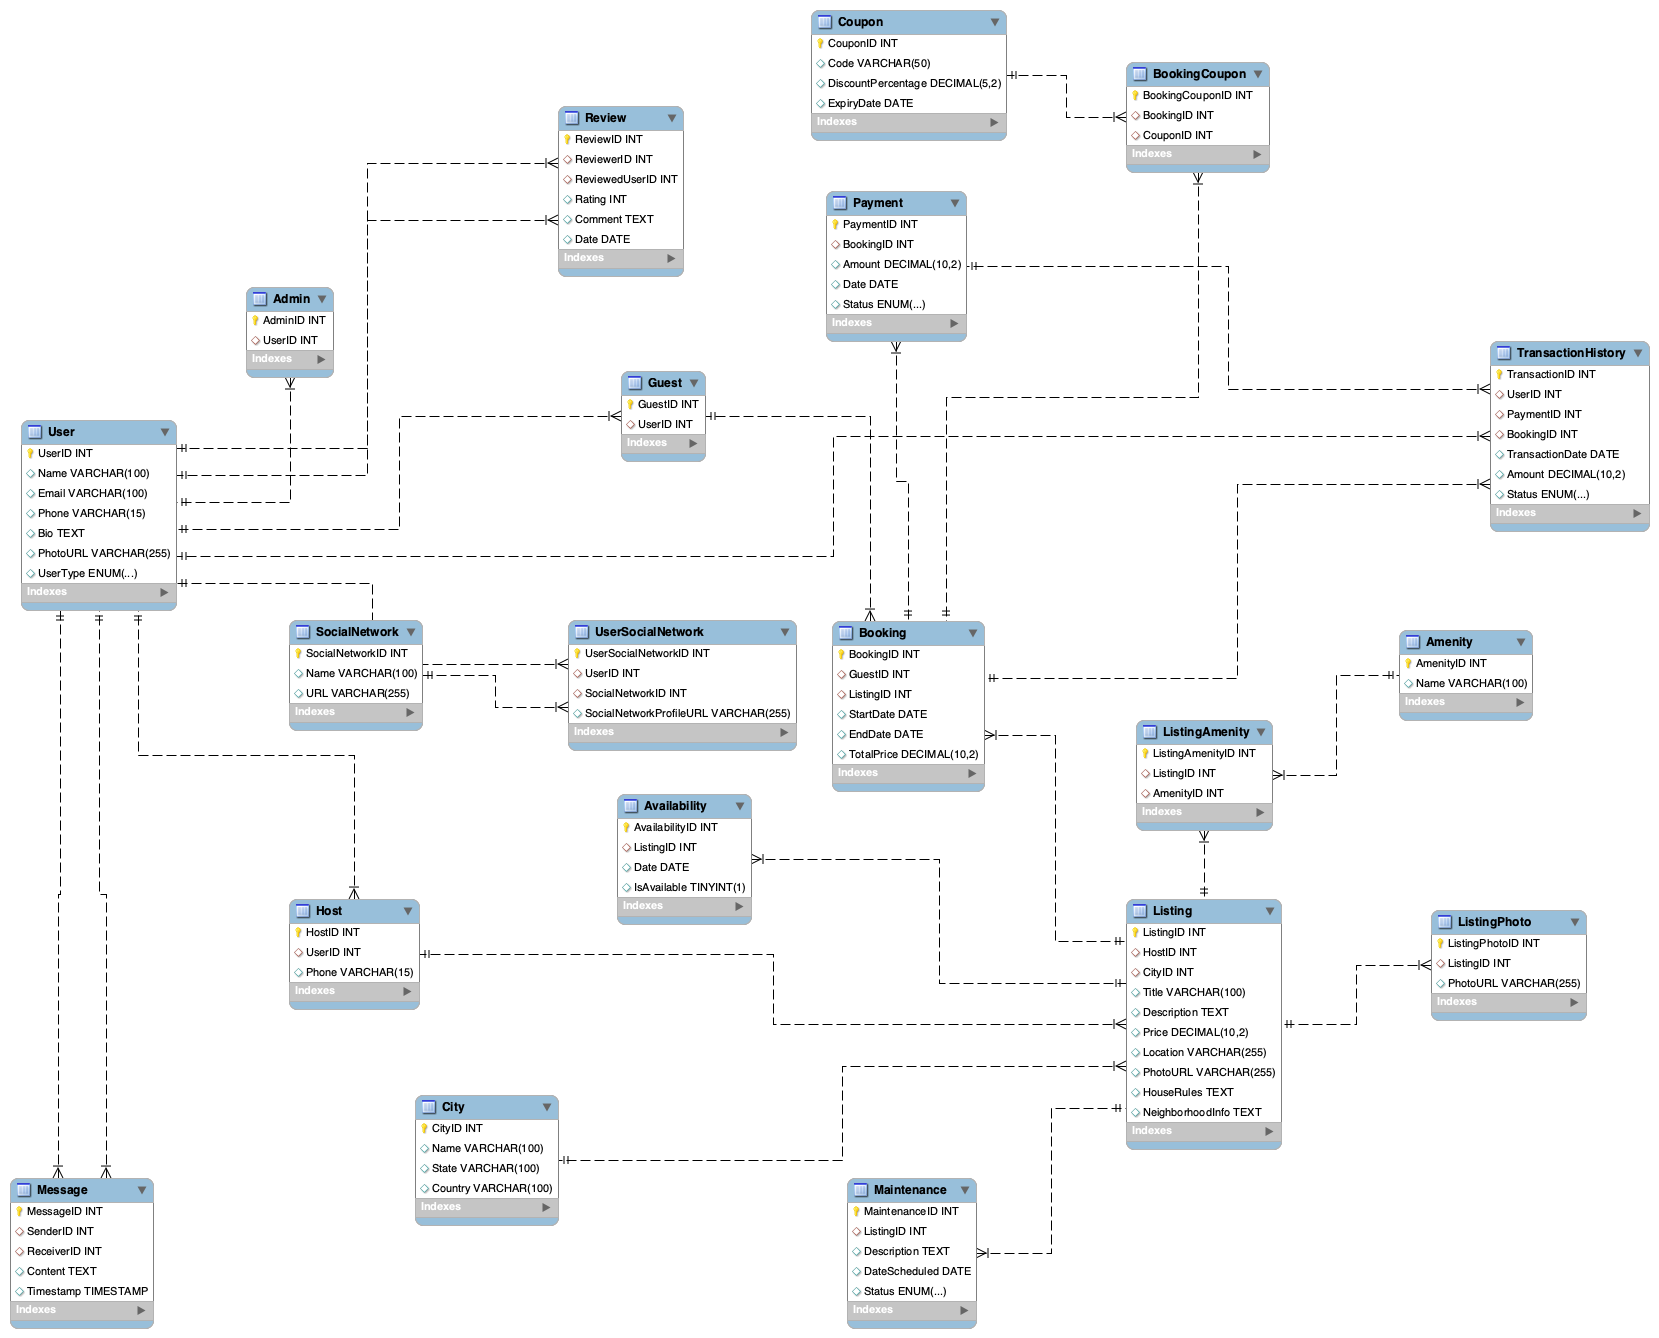 Coupon
CouponID INT
Code VARCHAR(50)
DiscountPercentage DECIMAL(5,2)
ExpiryDate DATE
Indexes
BookingCoupon
BookingCouponID INT
BookingID INT
CouponID INT
Indexes
Review
ReviewID INT
ReviewerID INT
ReviewedUserID INT
Rating INT
Comment TEXT
Date DATE
Indexes
Payment
PaymentID INT
BookingID INT
Amount DECIMAL(10,2)
Date DATE
Status ENUM(...)
Indexes
Admin
AdminID INT
UserID INT
Indexes
TransactionHistory
TransactionID INT
UserID INT
PaymentID INT
BookingID INT
TransactionDate DATE
Amount DECIMAL(10,2)
Status ENUM(...)
Indexes
Guest
GuestID INT
UserID INT
Indexes
User
UserID INT
Name VARCHAR(100)
Email VARCHAR(100)
Phone VARCHAR(15)
Bio TEXT
PhotoURL VARCHAR(255)
UserType ENUM(...)
Indexes
SocialNetwork
SocialNetworkID INT
Name VARCHAR(100)
URL VARCHAR(255)
Indexes
UserSocialNetwork
UserSocialNetworkID INT
UserID INT
SocialNetworkID INT
SocialNetworkProfileURL VARCHAR(255)
Indexes
Booking
BookingID INT
GuestID INT
ListingID INT
StartDate DATE
EndDate DATE
TotalPrice DECIMAL(10,2)
Indexes
Amenity
AmenityID INT
Name VARCHAR(100)
Indexes
ListingAmenity
ListingAmenityID INT
ListingID INT
AmenityID INT
Indexes
Availability
AvailabilityID INT
ListingID INT
Date DATE
IsAvailable TINYINT(1)
Indexes
Host
HostID INT
UserID INT
Phone VARCHAR(15)
Indexes
Listing
ListingID INT
HostID INT
CityID INT
Title VARCHAR(100)
Description TEXT
Price DECIMAL(10,2)
Location VARCHAR(255)
PhotoURL VARCHAR(255)
HouseRules TEXT
NeighborhoodInfo TEXT
Indexes
ListingPhoto
ListingPhotoID INT
ListingID INT
PhotoURL VARCHAR(255)
Indexes
City
CityID INT
Name VARCHAR(100)
State VARCHAR(100)
Country VARCHAR(100)
Indexes
Message
MessageID INT
SenderID INT
ReceiverID INT
Content TEXT
Timestamp TIMESTAMP
Indexes
Maintenance
MaintenanceID INT
ListingID INT
Description TEXT
DateScheduled DATE
Status ENUM(...)
Indexes